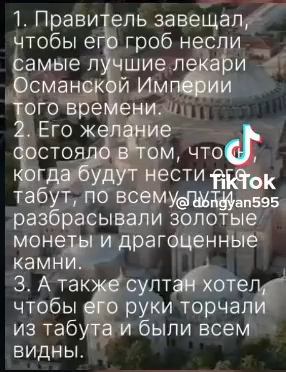 1. Правитель завещал,
чтобы его гроб несли
самые лучшие лекари
Османской Империи
того времени.
2. Его желание
состояло в том, чтобы,
когда будут нести его
табут, по всему пути
разбрасывали золотые
монеты и драгоценные
камни.
3. А также султан хотел,
чтобы его руки торчали
из табута и были всем
видны.
TikTok
@dongyan595